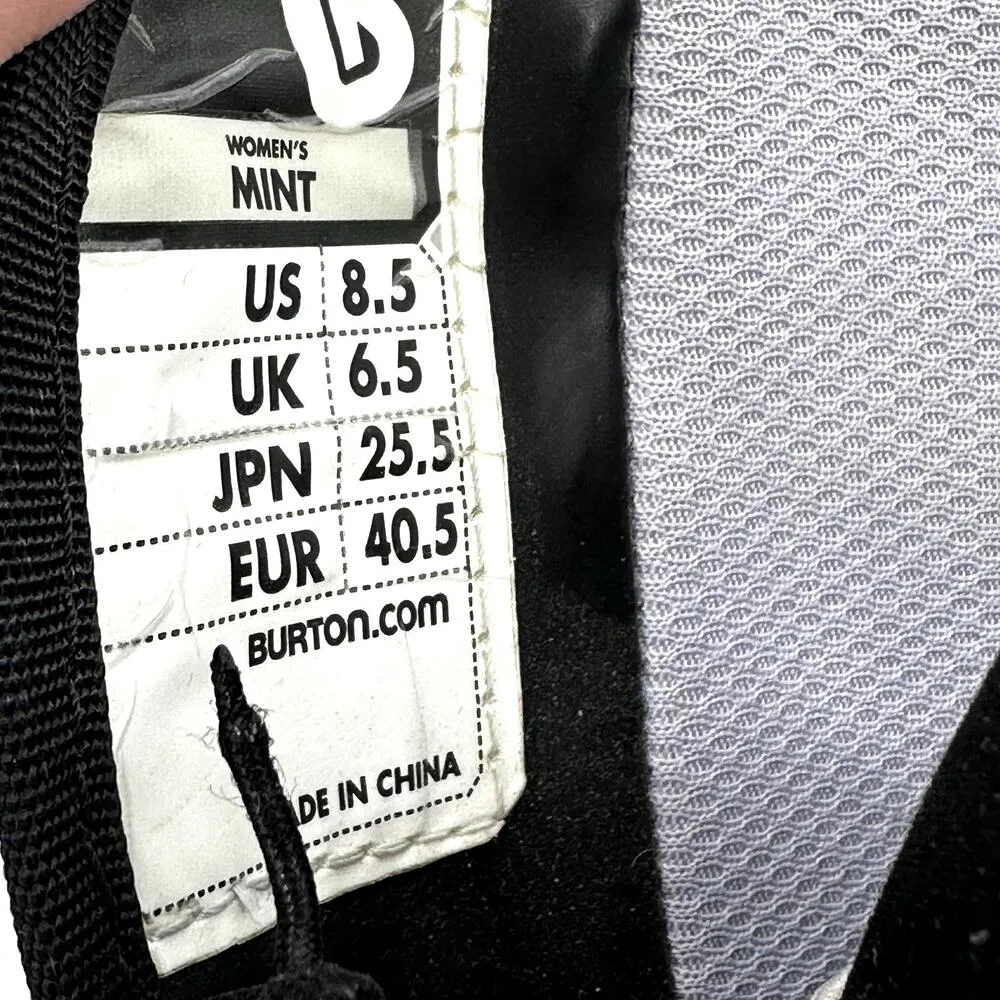 WOMEN'S
MINT
US 8.5
UK 6.5
JPN 25.5
EUR 40.5
BURTON.com
ADE IN CHINA